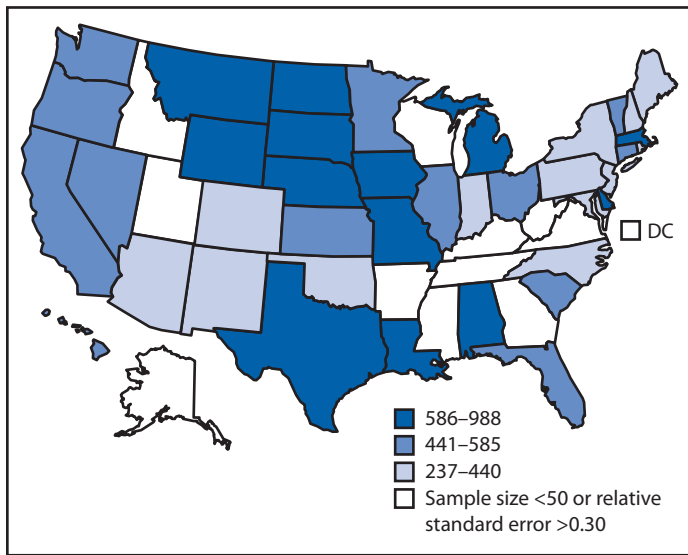 DC
586–988
441–585
237–440
Sample size <50 or relative
standard error >0.30